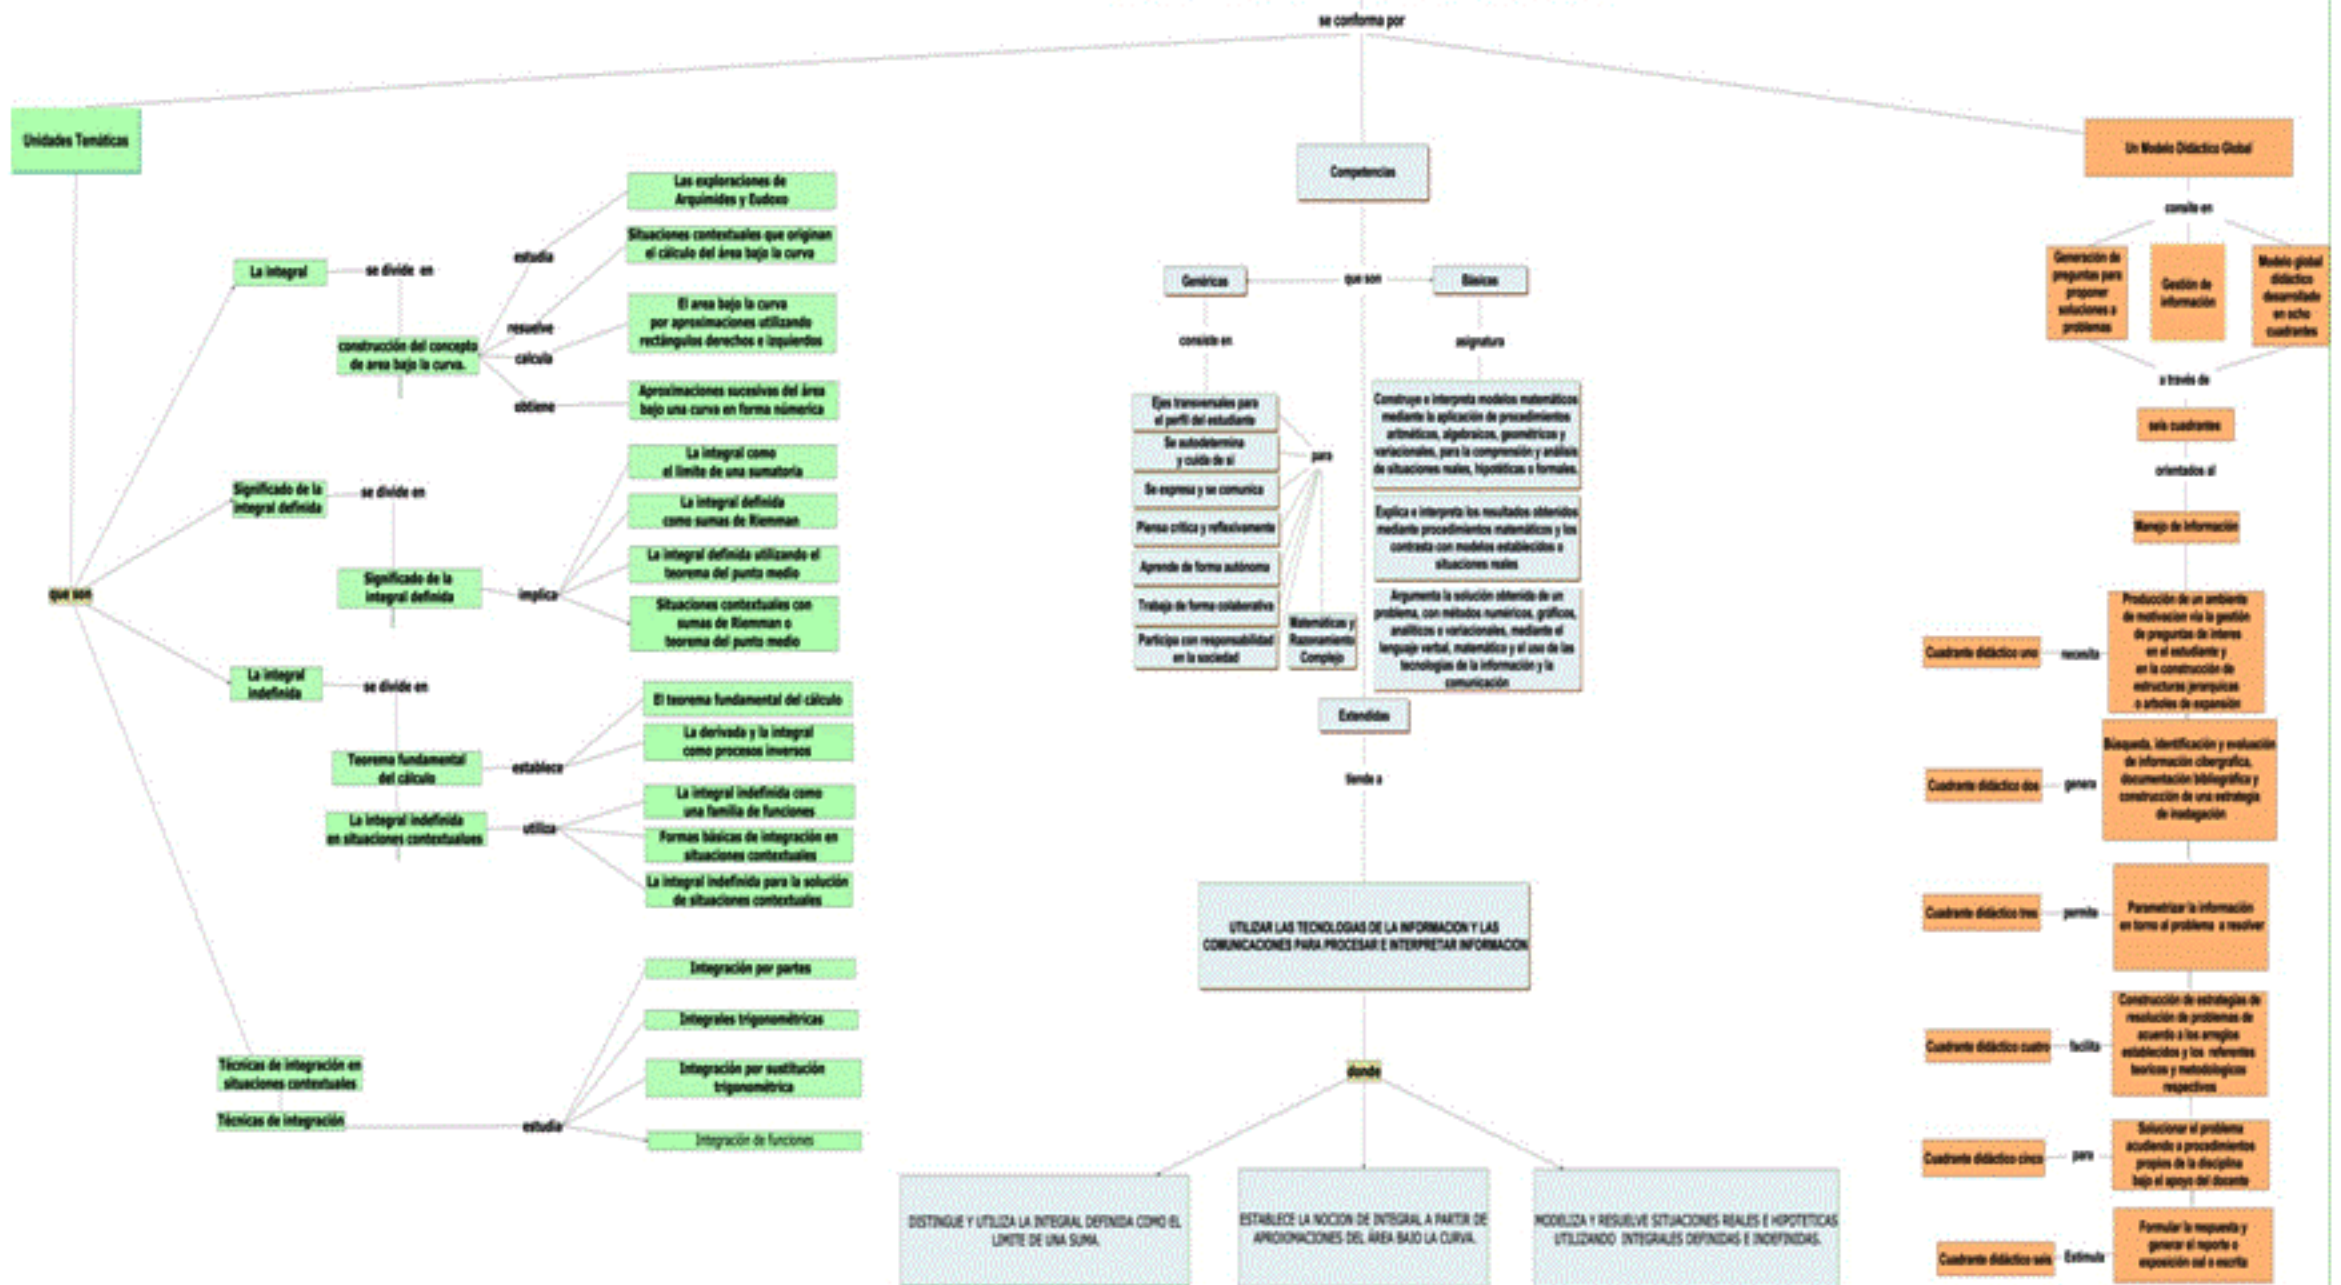 se conforma por
Unidades Temáticas
que son
La integral
se divide en
construcción del concepto
de area bajo la curva.
estudia
Las exploraciones de
Arquimides y Eudoxo
resuelve
Situaciones contextuales que originan
el cálculo del área bajo la curva
calcula
El area bajo la curva
por aproximaciones utilizando
rectángulos derechos e izquierdos
obtiene
Aproximaciones sucesivas del área
bajo una curva en forma númerica
Significado de la
integral definida
se divide en
Significado de la
integral definida
implica
La integral como
el limite de una sumatoria
La integral definida
como sumas de Riemman
La integral definida utilizando el
teorema del punto medio
Situaciones contextuales con
sumas de Riemman o
teorema del punto medio
La integral
indefinida
se divide en
Teorema fundamental
del cálculo
establece
El teorema fundamental del cálculo
La derivada y la integral
como procesos inversos
La integral indefinida
en situaciones contextualues
utiliza
La integral indefinida como
una familia de funciones
Formas básicas de integración en
situaciones contextuales
La integral indefinida para la solución
de situaciones contextuales
Técnicas de integración en
situaciones contextuales
Técnicas de integración
estudia
Integración por partes
Integrales trigonométricas
Integración por sustitución
trigonométrica
Integración de funciones
Competencias
que son
Genéricas
consiste en
Ejes transversales para
el perfil del estudiante
Se autodetermina
y cuida de sí
Se expresa y se comunica
Piensa crítica y reflexivamente
Aprende de forma autónoma
Trabaja de forma colaborativa
Participa con responsabilidad
en la sociedad
para
Matemáticas y
Razonamiento
Complejo
Básicas
asignatura
Construye e interpreta modelos matemáticos
mediante la aplicación de procedimientos
aritméticos, algebraicos, geométricos y
variacionales, para la comprensión y análisis
de situaciones reales, hipotéticas o formales.
Explica e interpreta los resultados obtenidos
mediante procedimientos matemáticos y los
contrasta con modelos establecidos o
situaciones reales
Argumenta la solución obtenida de un
problema, con métodos numéricos, gráficos,
analíticos o variacionales, mediante el
lenguaje verbal, matemático y el uso de las
tecnologías de la información y la
comunicación
Extendidas
tiende a
UTILIZAR LAS TECNOLOGIAS DE LA INFORMACION Y LAS
COMUNICACIONES PARA PROCESAR E INTERPRETAR INFORMACION
donde
DISTINGUE Y UTILIZA LA INTEGRAL DEFINIDA COMO EL
LIMITE DE UNA SUMA.
ESTABLECE LA NOCION DE INTEGRAL A PARTIR DE
APROXIMACIONES DEL ÁREA BAJO LA CURVA.
MODELIZA Y RESUELVE SITUACIONES REALES E HIPOTETICAS
UTILIZANDO INTEGRALES DEFINIDAS E INDEFINIDAS.
Un Modelo Didáctico Global
consite en
Generación de
preguntas para
proponer
soluciones a
problemas
Gestión de
información
Modelo global
didáctico
desarrollado
en ocho
cuadrantes
a través de
seis cuadrantes
orientados al
Manejo de información
Cuadrante didáctico uno
necesita
Producción de un ambiente
de motivacion via la gestión
de preguntas de interes
en el estudiante y
en la construcción de
estructuras jerarquicas
o arboles de expansión
Cuadrante didáctico dos
genera
Búsqueda, identificación y evaluación
de información cibergrafica,
documentación bibliográfica y
construcción de una estrategia
de inadagación
Cuadrante didáctico tres
permite
Parametrizar la información
en torno al problema a resolver
Cuadrante didáctico cuatro
facilita
Construcción de estrategias de
resolución de problemas de
acuerdo a los arreglos
establecidos y los referentes
teoricos y metodologicos
respectivos
Cuadrante didáctico cinco
para
Solucionar el problema
acudiendo a procedimientos
propios de la disciplina
bajo el apoyo del docente
Cuadrante didáctico seis
Estimula
Formular la respuesta y
generar el reporte o
exposición oal o escrita